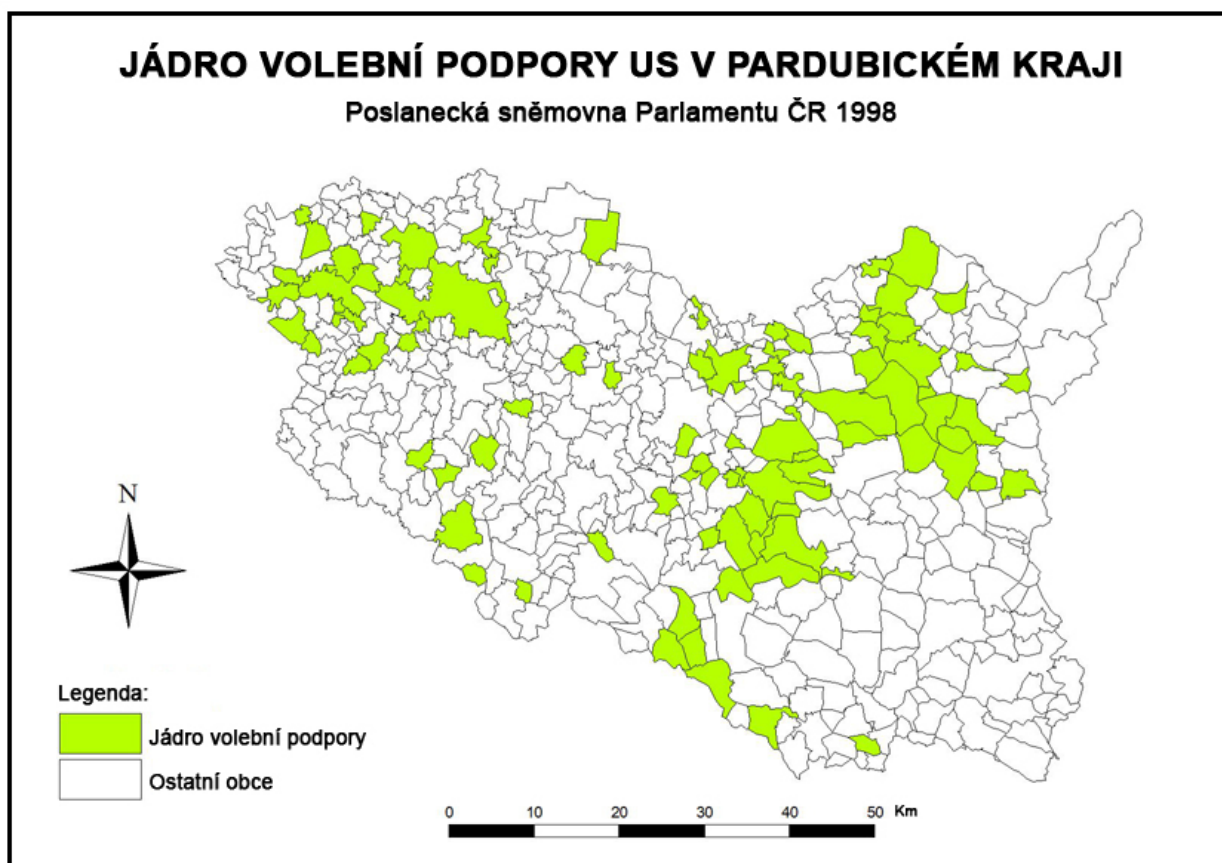 JÁDRO VOLEBNÍ PODPORY US V PARDUBICKÉM KRAJI
Poslanecká sněmovna Parlamentu ČR 1998
N
Legenda:
Jádro volební podpory
Ostatní obce
0 10 20 30 40 50 Km